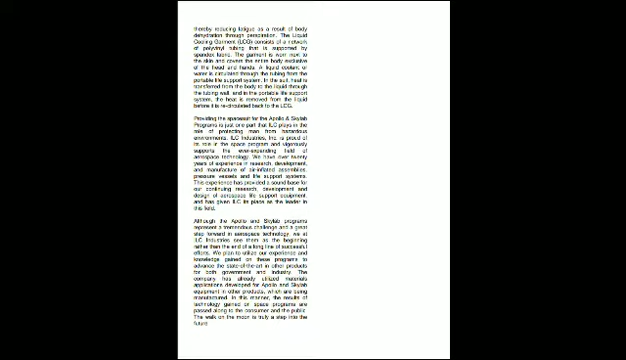 thereby reducing fatigue as a result of body
dehydration through perspiration. The Liquid
Cooling Garment (LCG) consists of a network
of polyvinyl tubing that is supported by
spandex fabric. The garment is worn next to
the skin and covers the entire body exclusive
of the head and hands. A liquid coolant or
water is circulated through the tubing from the
portable life support system. In the suit, heat is
transferred from the body to the liquid through
the tubing wall, and in the portable life support
system, the heat is removed from the liquid
before it is re-circulated back to the LCG.
Providing the spacesuit for the Apollo & Skylab
Programs is just one part that ILC plays in the
role of protecting man from hazardous
environments. ILC Industries, Inc. is proud of
its role in the space program and vigorously
supports the ever-expanding field of
aerospace technology. We have over twenty
years of experience in research, development,
and manufacture of air-inflated assemblies,
pressure vessels and life support systems.
This experience has provided a sound base for
our continuing research, development and
design of aerospace life support equipment,
and has given ILC its place as the leader in
this field.
Although the Apollo and Skylab programs
represent a tremendous challenge and a great
step forward in aerospace technology, we at
ILC Industries see them as the beginning
rather than the end of a long line of successful
efforts. We plan to utilize our experience and
knowledge gained on these programs to
advance the state-of-the-art in other products
for both government and industry. The
company has already utilized materials
applications developed for Apollo and Skylab
equipment in other products, which are being
manufactured. In this manner, the results of
technology gained on space programs are
passed along to the consumer and the public.
The walk on the moon is truly a step into the
future.